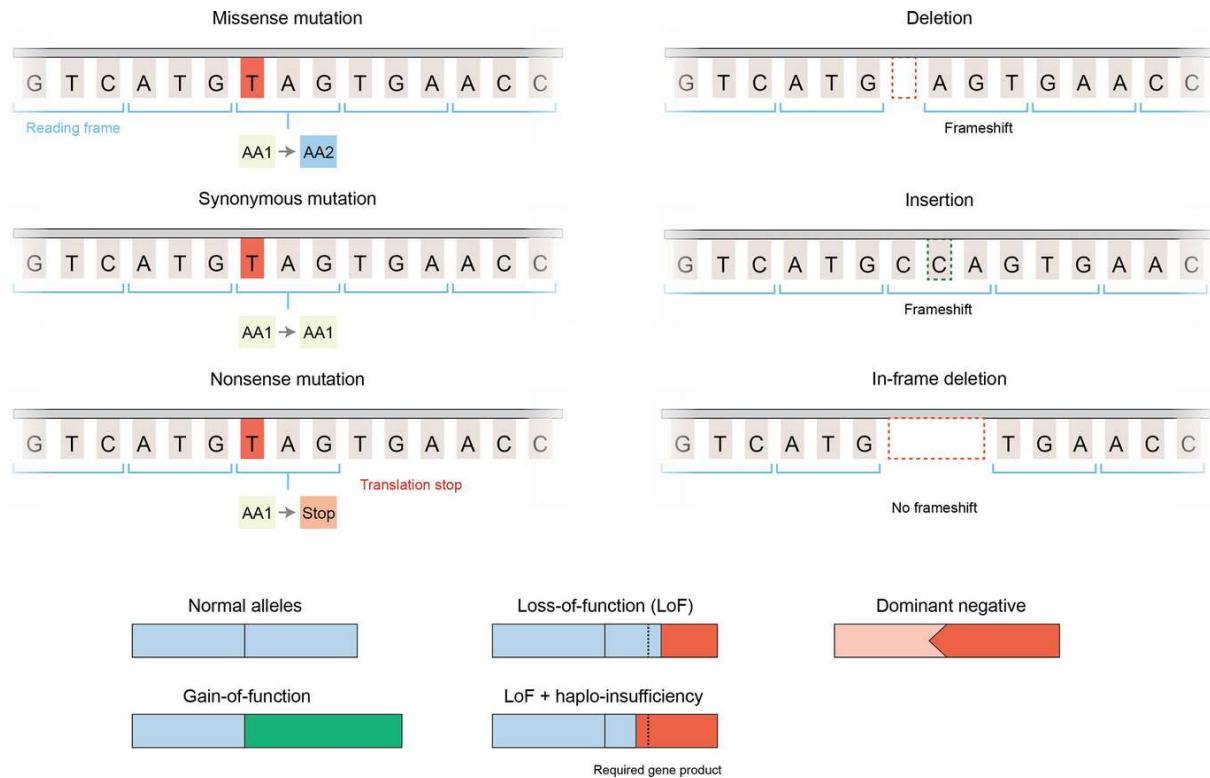 Missense mutation
G T C A T G T A G T G A A C C
Reading frame
AA1 AA2
Synonymous mutation
G T C A T G T A G T G A A C C
AA1 AA1
Nonsense mutation
G T C A T G T A G T G A A C C
Translation stop
AA1 Stop
Deletion
G T C A T G A G T G A A C C
Frameshift
Insertion
G T C A T G C C A G T G A A C
Frameshift
In-frame deletion
G T C A T G T G A A C C
No frameshift
Normal alleles
Loss-of-function (LoF)
Dominant negative
Gain-of-function
LoF + haplo-insufficiency
Required gene product